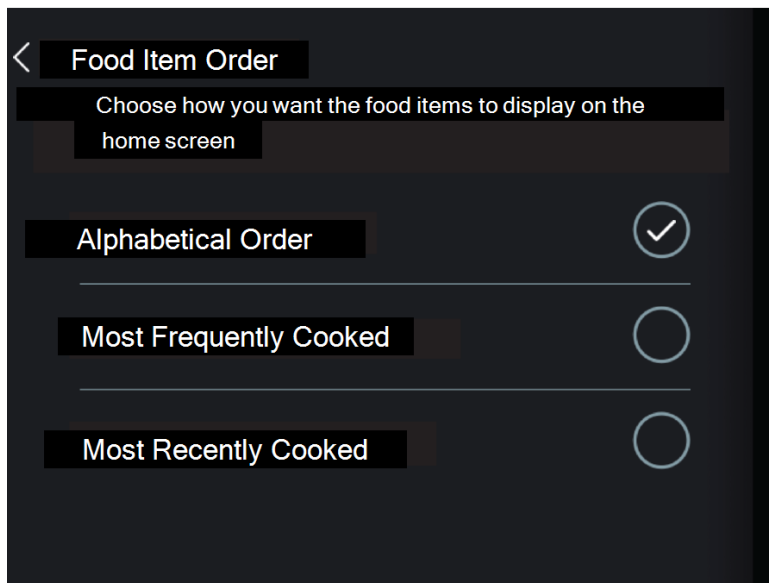 Food Item Order
Choose how you want the food items to display on the
home screen
Alphabetical Order
Most Frequently Cooked
Most Recently Cooked